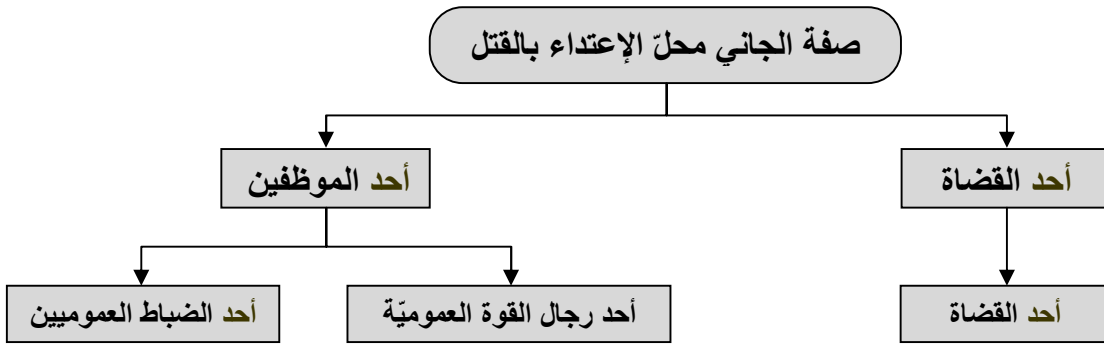 صفة الجاني محلّ الإعتداء بالقتل
أحد القضاة
أحد الموظفين
أحد القضاة
أحد رجال القوة العموميّة
أحد الضباط العموميين